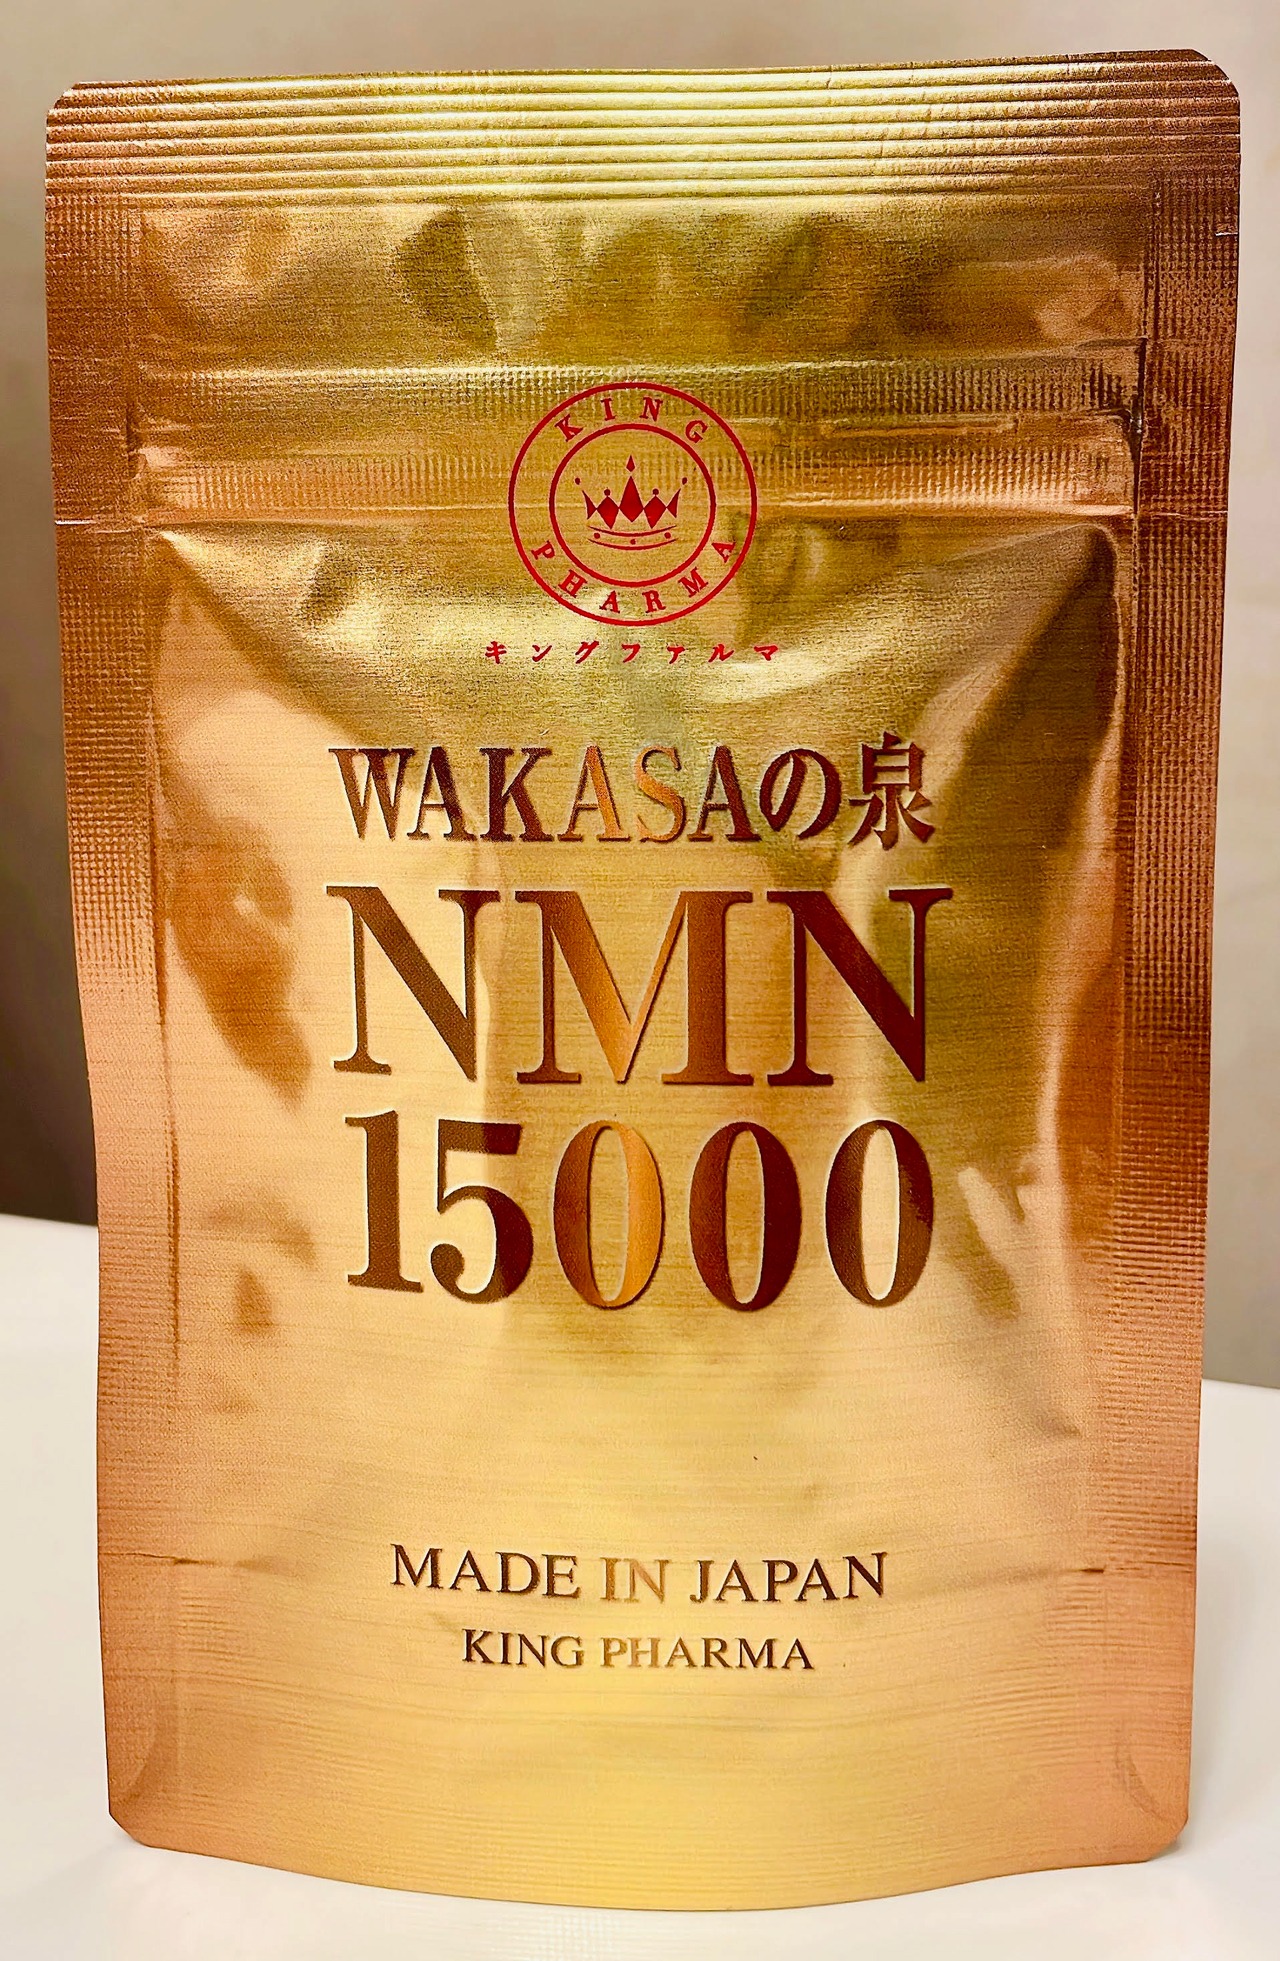 KING PHARMA
キングファルマ
WAKASAの泉
NMN
15000
MADE IN JAPAN
KING PHARMA